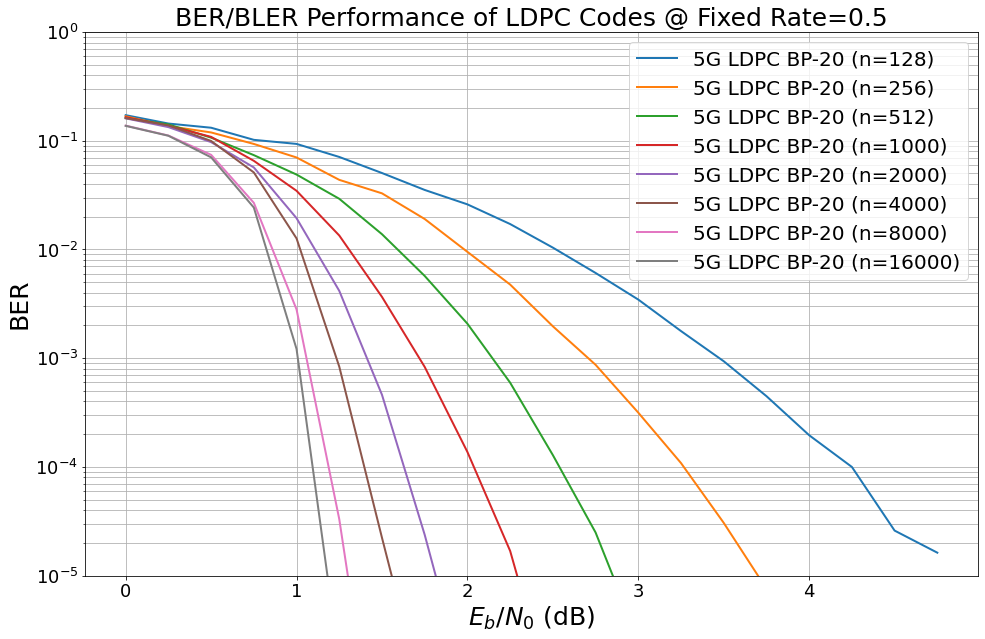 BER/BLER Performance of LDPC Codes @ Fixed Rate=0.5
5G LDPC BP-20 (n=128)
5G LDPC BP-20 (n=256)
5G LDPC BP-20 (n=512)
5G LDPC BP-20 (n=1000)
5G LDPC BP-20 (n=2000)
5G LDPC BP-20 (n=4000)
5G LDPC BP-20 (n=8000)
5G LDPC BP-20 (n=16000)
BER
10⁰
10⁻¹
10⁻²
10⁻³
10⁻⁴
10⁻⁵
0 1 2 3 4
E_b/N_0 (dB)